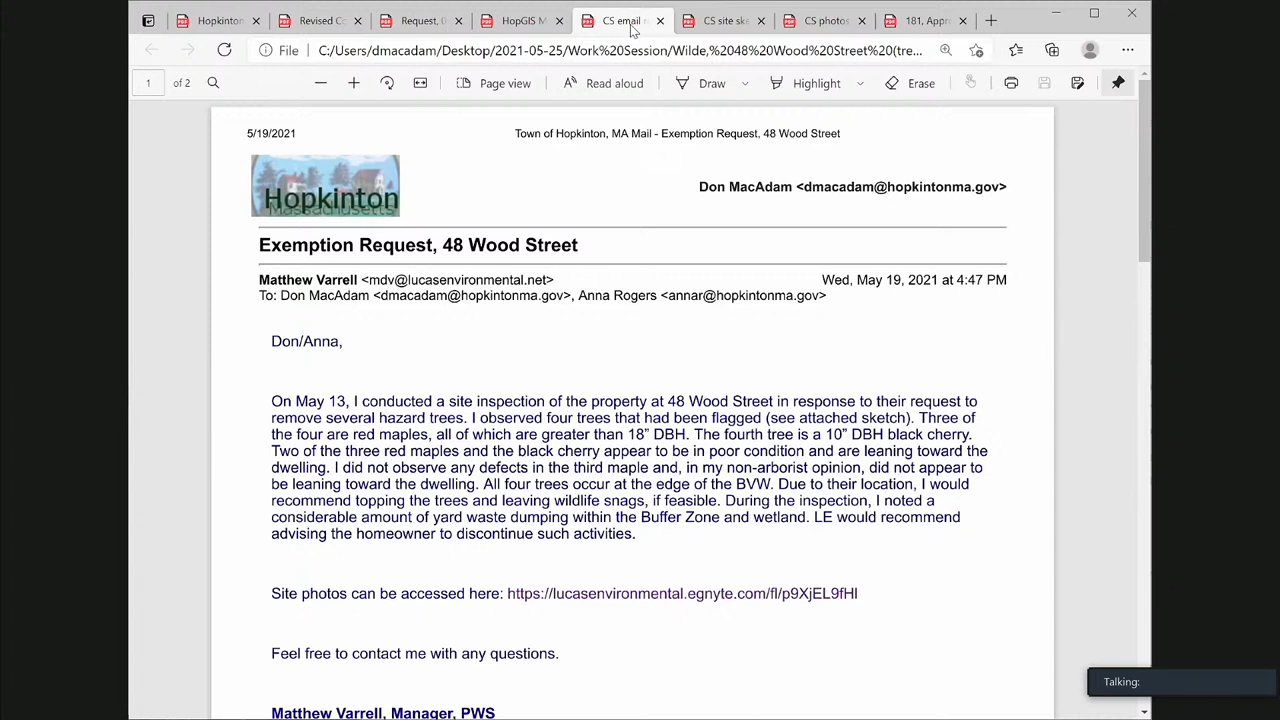 Hopkinton
Revised Co
Request, 0
HopGIS M
CS email r
CS site ske
CS photos
181, Appr
File
C:/Users/dmacadam/Desktop/2021-05-25/Work%20Session/Wilde,%2048%20Wood%20Street%20(tre...
1
of 2
Page view
Read aloud
Draw
Highlight
Erase
5/19/2021
Town of Hopkinton, MA Mail - Exemption Request, 48 Wood Street
Hopkinton
Massachusetts
Don MacAdam <dmacadam@hopkintonma.gov>
Exemption Request, 48 Wood Street
Matthew Varrell <mdv@lucasenvironmental.net>
Wed, May 19, 2021 at 4:47 PM
To: Don MacAdam <dmacadam@hopkintonma.gov>, Anna Rogers <annar@hopkintonma.gov>
Don/Anna,
On May 13, I conducted a site inspection of the property at 48 Wood Street in response to their request to
remove several hazard trees. I observed four trees that had been flagged (see attached sketch). Three of
the four are red maples, all of which are greater than 18” DBH. The fourth tree is a 10” DBH black cherry.
Two of the three red maples and the black cherry appear to be in poor condition and are leaning toward the
dwelling. I did not observe any defects in the third maple and, in my non-arborist opinion, did not appear to
be leaning toward the dwelling. All four trees occur at the edge of the BVW. Due to their location, I would
recommend topping the trees and leaving wildlife snags, if feasible. During the inspection, I noted a
considerable amount of yard waste dumping within the Buffer Zone and wetland. LE would recommend
advising the homeowner to discontinue such activities.
Site photos can be accessed here: https://lucasenvironmental.egnyte.com/fl/p9XjEL9fHl
Feel free to contact me with any questions.
Matthew Varrell, Manager, PWS
Talking: